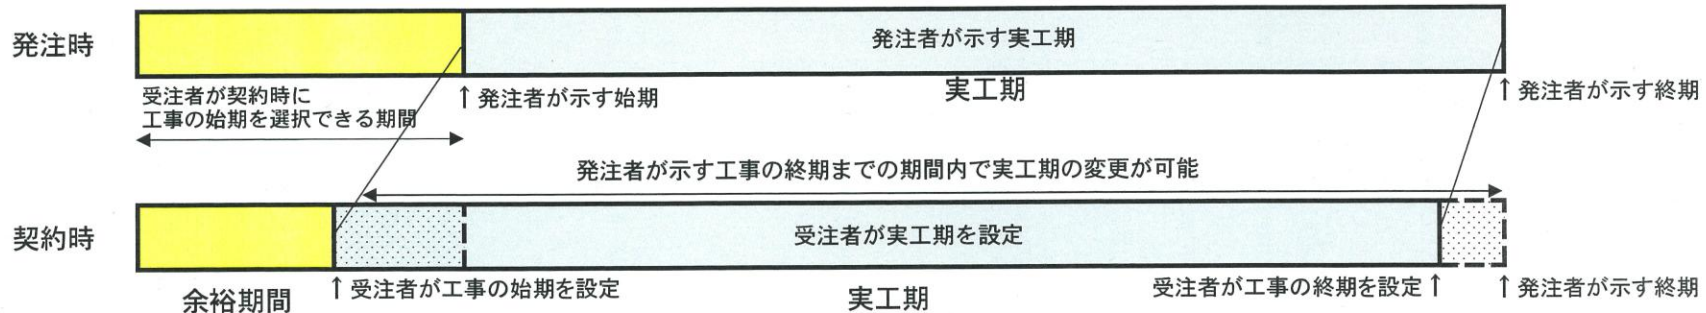 発注時
発注者が示す実工期
受注者が契約時に
工事の始期を選択できる期間
↑ 発注者が示す始期
実工期
↑ 発注者が示す終期
発注者が示す工事の終期までの期間内で実工期の変更が可能
契約時
受注者が実工期を設定
余裕期間
↑ 受注者が工事の始期を設定
実工期
受注者が工事の終期を設定 ↑
↑ 発注者が示す終期